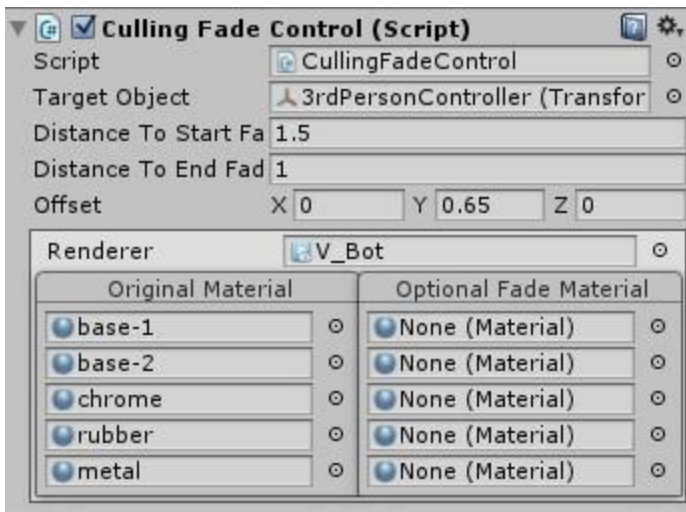 Culling Fade Control (Script)
Script CullingFadeControl
Target Object 3rdPersonController (Transfor
Distance To Start Fa 1.5
Distance To End Fad 1
Offset X 0 Y 0.65 Z 0
Renderer V_Bot
Original Material Optional Fade Material
base-1 None (Material)
base-2 None (Material)
chrome None (Material)
rubber None (Material)
metal None (Material)